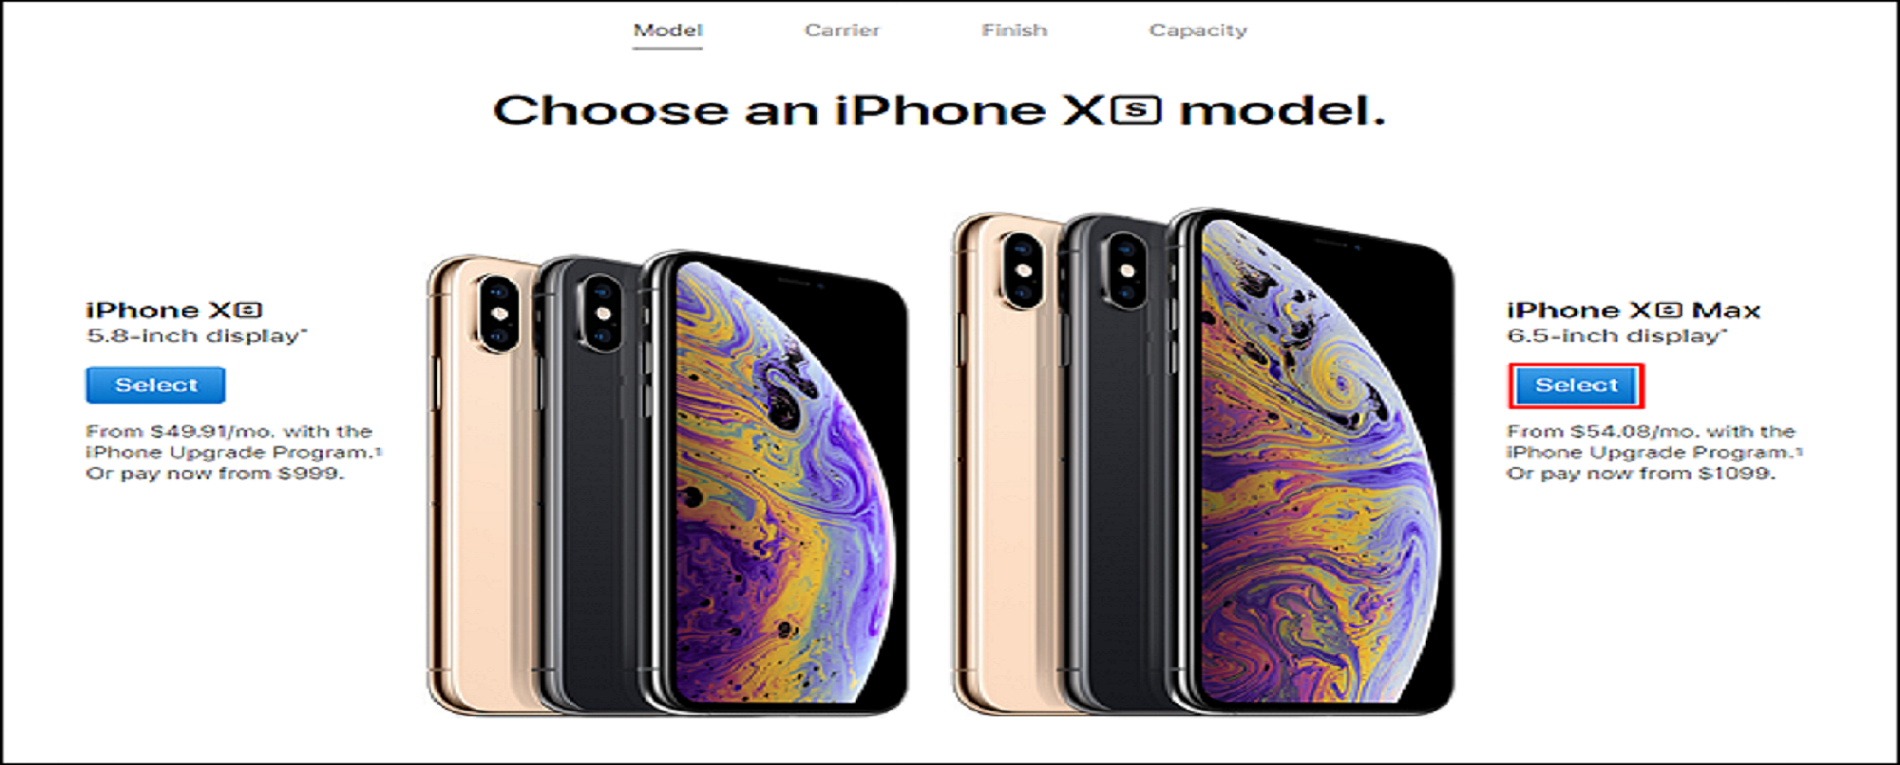 Model Carrier Finish Capacity
Choose an iPhone X🅂 model.
iPhone X🅂
5.8-inch display*
Select
From $49.91/mo. with the
iPhone Upgrade Program.¹
Or pay now from $999.
iPhone X🅂 Max
6.5-inch display*
Select
From $54.08/mo. with the
iPhone Upgrade Program.¹
Or pay now from $1099.